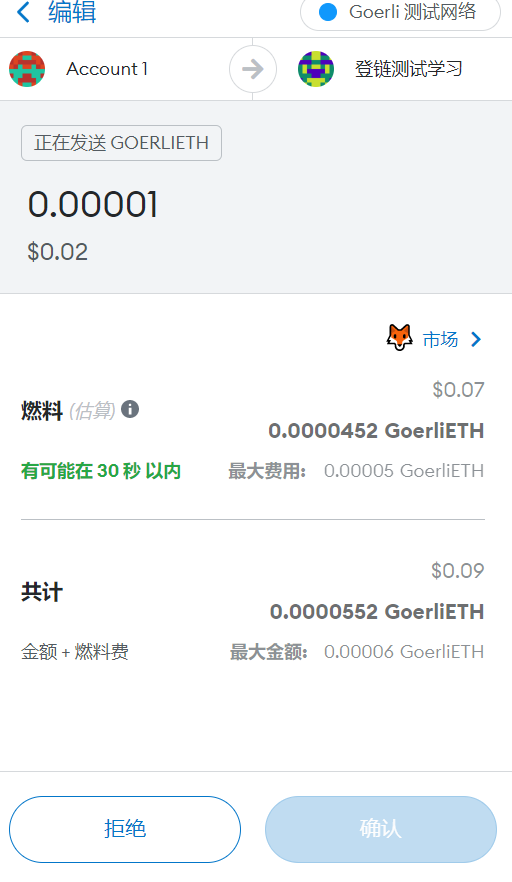 编辑
Goerli 测试网络
Account 1
登链测试学习
正在发送 GOERLIETH
0.00001
$0.02
市场
$0.07
燃料 (估算)
0.0000452 GoerliETH
有可能在 30 秒 以内 最大费用: 0.00005 GoerliETH
$0.09
共计
0.0000552 GoerliETH
金额 + 燃料费 最大金额: 0.00006 GoerliETH
拒绝
确认